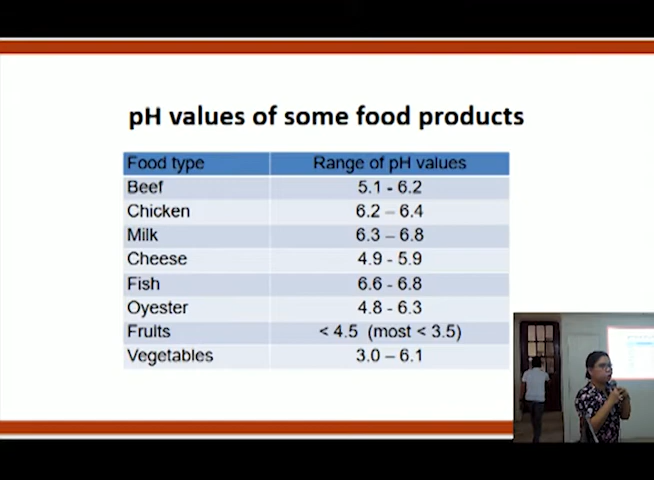 pH values of some food products
Food type Range of pH values
Beef 5.1 - 6.2
Chicken 6.2 – 6.4
Milk 6.3 – 6.8
Cheese 4.9 - 5.9
Fish 6.6 - 6.8
Oyester 4.8 - 6.3
Fruits < 4.5 (most < 3.5)
Vegetables 3.0 – 6.1